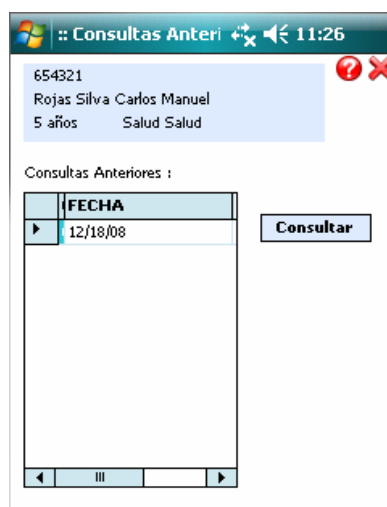 :: Consultas Anteri 11:26
654321
Rojas Silva Carlos Manuel
5 años Salud Salud
Consultas Anteriores :
FECHA
12/18/08
Consultar